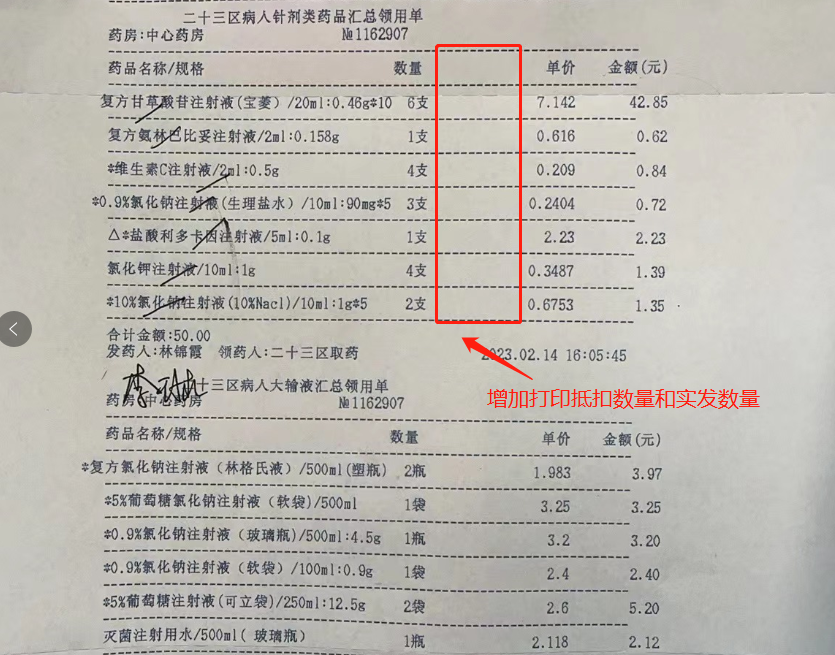 二十三区病人针剂类药品汇总领用单
药房:中心药房 №1162907
药品名称/规格 数量 单价 金额(元)
复方甘草酸苷注射液(宝菱)/20ml:0.46g*10 6支 7.142 42.85
复方氨林巴比妥注射液/2ml:0.158g 1支 0.616 0.62
*维生素C注射液/2ml:0.5g 4支 0.209 0.84
*0.9%氯化钠注射液(生理盐水)/10ml:90mg*5 3支 0.2404 0.72
△*盐酸利多卡因注射液/5ml:0.1g 1支 2.23 2.23
氯化钾注射液/10ml:1g 4支 0.3487 1.39
*10%氯化钠注射液(10%Nacl)/10ml:1g*5 2支 0.6753 1.35
合计金额:50.00
发药人:林锦霞 领药人:二十三区取药 2023.02.14 16:05:45
增加打印抵扣数量和实发数量
十三区病人大输液汇总领用单
药房:中心药房 №1162907
药品名称/规格 数量 单价 金额(元)
*复方氯化钠注射液(林格氏液)/500ml(塑瓶) 2瓶 1.983 3.97
*5%葡萄糖氯化钠注射液(软袋)/500ml 1袋 3.25 3.25
*0.9%氯化钠注射液(玻璃瓶)/500ml:4.5g 1瓶 3.2 3.20
*0.9%氯化钠注射液(软袋)/100ml:0.9g 1袋 2.4 2.40
*5%葡萄糖注射液(可立袋)/250ml:12.5g 2袋 2.6 5.20
灭菌注射用水/500ml(玻璃瓶) 1瓶 2.118 2.12